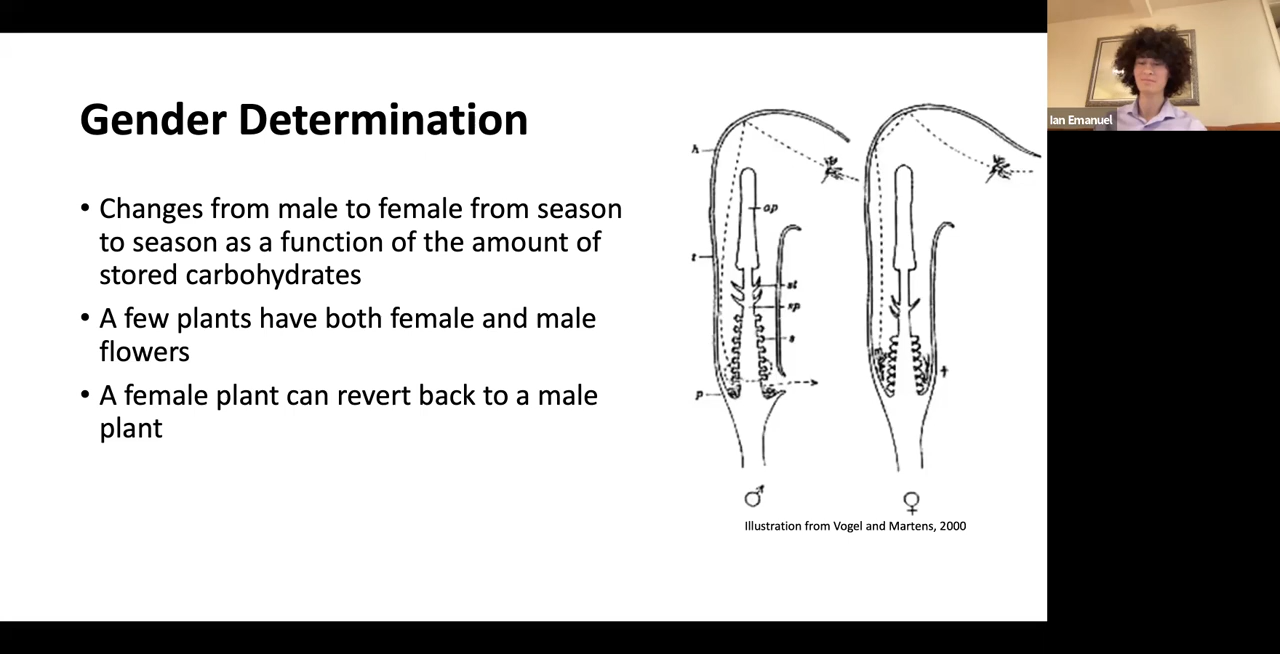 Gender Determination
• Changes from male to female from season
to season as a function of the amount of
stored carbohydrates
• A few plants have both female and male
flowers
• A female plant can revert back to a male
plant
h
ap
t
st
sp
s
p
m
♂
♀
Illustration from Vogel and Martens, 2000
Ian Emanuel